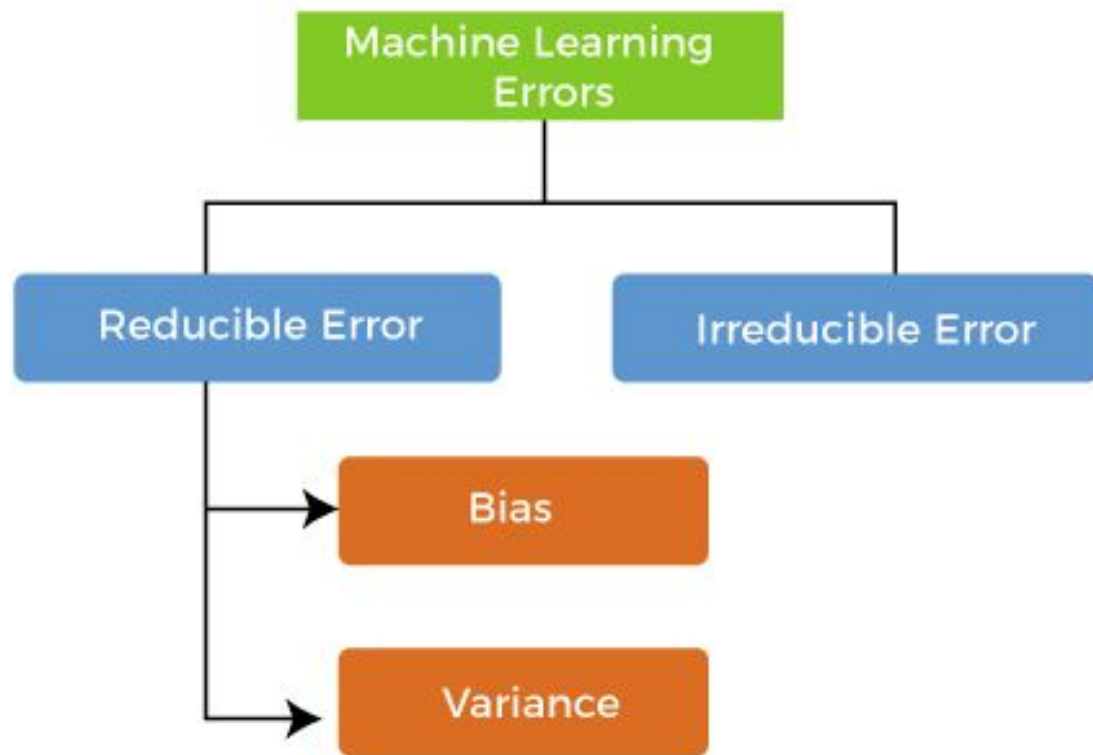 Machine Learning
Errors
Reducible Error
Irreducible Error
Bias
Variance